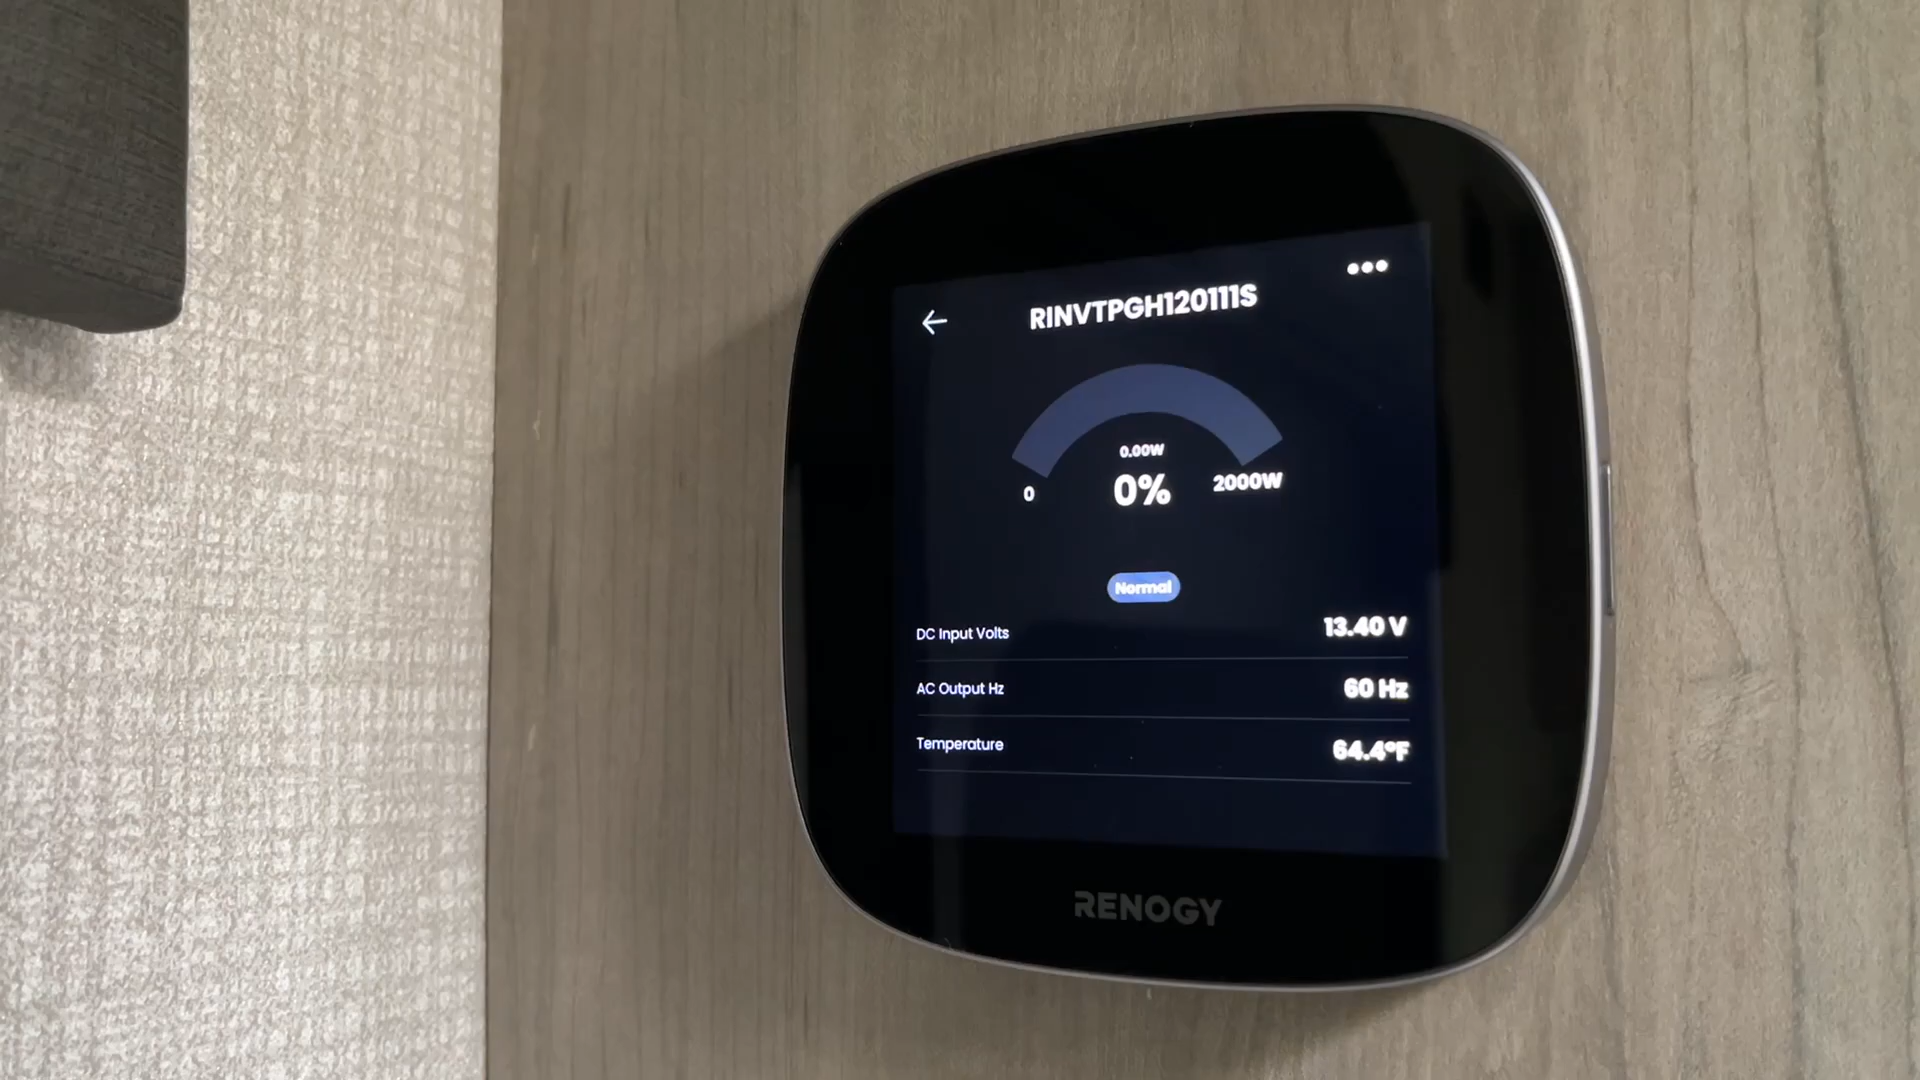 RINVTPGH120111S
0.00W
0 0% 2000W
Normal
DC Input Volts 13.40 V
AC Output Hz 60 Hz
Temperature 64.4°F
RENOGY